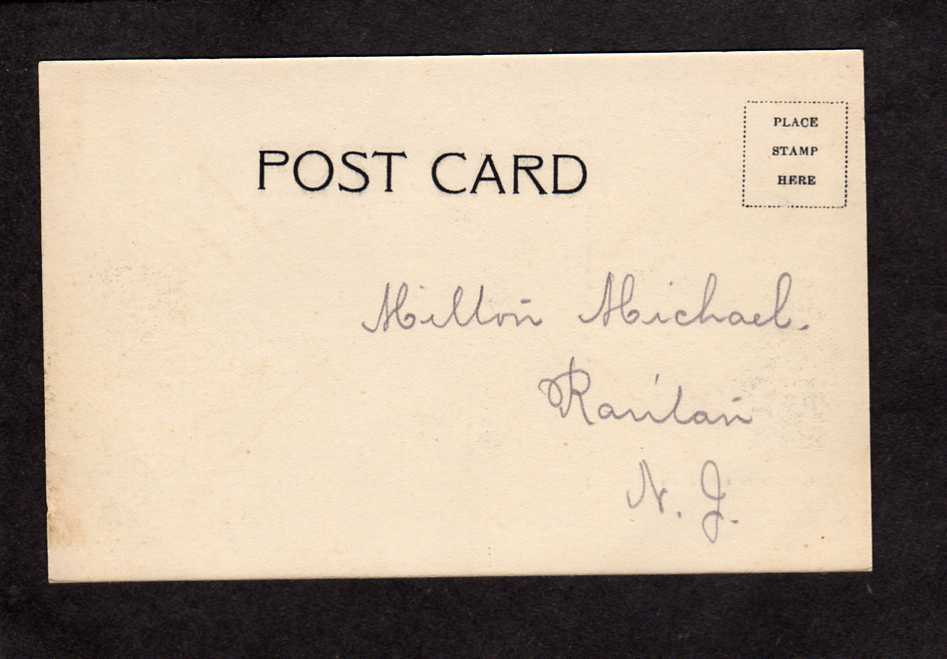 POST CARD
PLACE
STAMP
HERE
Milton Michael.
Raritan
N. J.